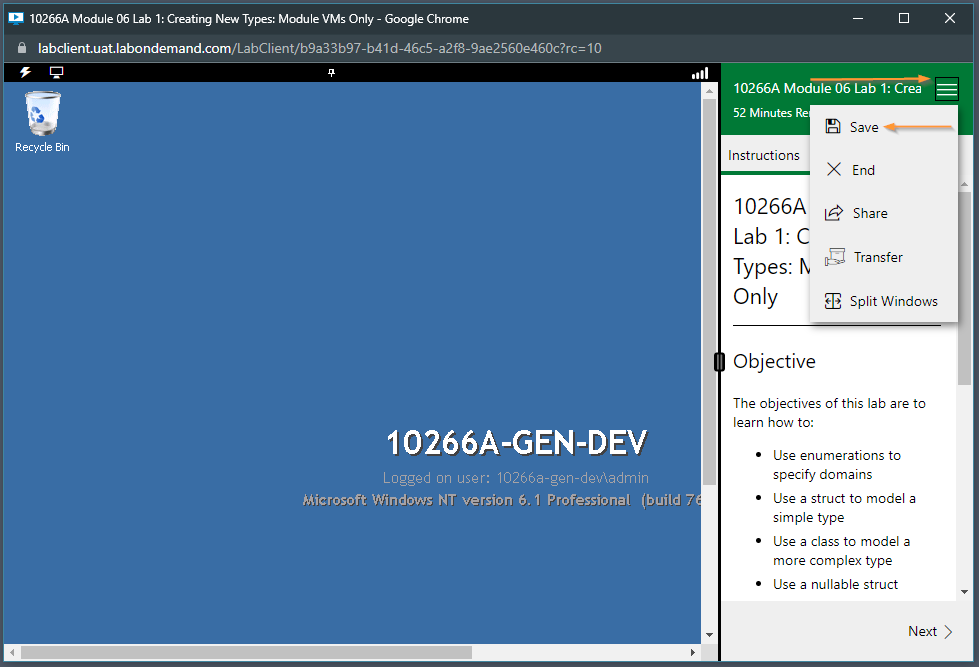 10266A Module 06 Lab 1: Creating New Types: Module VMs Only - Google Chrome
labclient.uat.labondemand.com/LabClient/b9a33b97-b41d-46c5-a2f8-9ae2560e460c?rc=10
10266A Module 06 Lab 1: Crea
52 Minutes Re
Save
End
Share
Transfer
Split Windows
Instructions
10266A
Lab 1: C
Types: M
Only
Objective
The objectives of this lab are to
learn how to:
• Use enumerations to
specify domains
• Use a struct to model a
simple type
• Use a class to model a
more complex type
• Use a nullable struct
Next
Recycle Bin
10266A-GEN-DEV
Logged on user: 10266a-gen-dev\admin
Microsoft Windows NT version 6.1 Professional (build 76